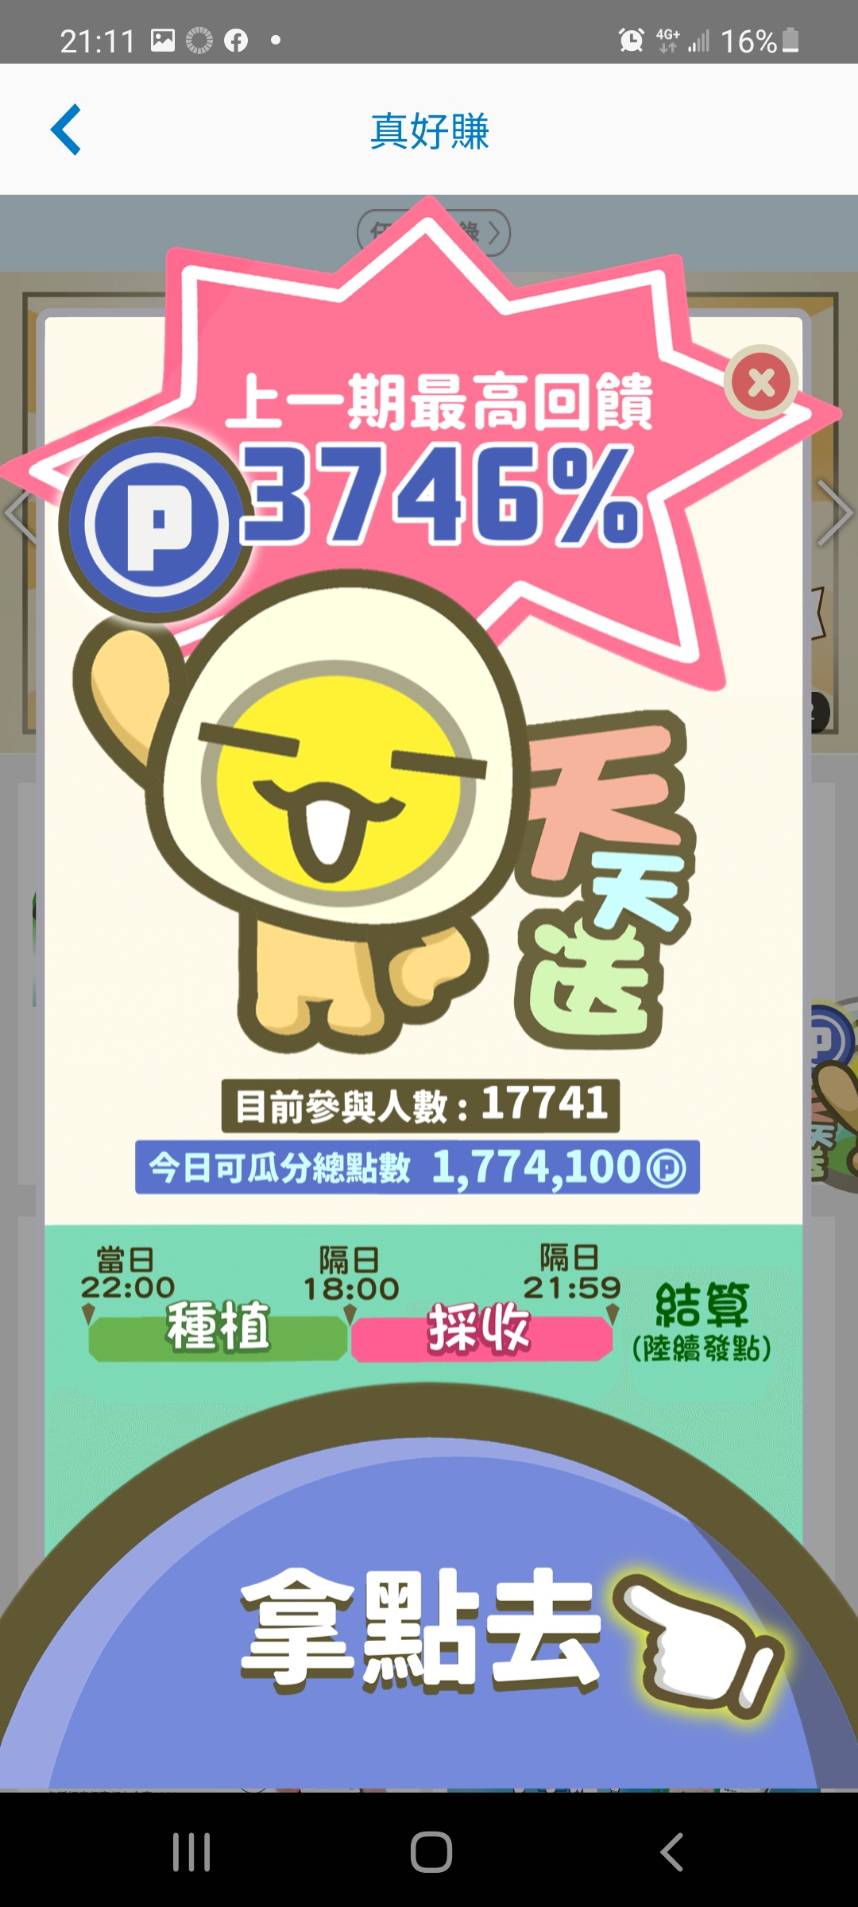 21:11
4G+ 16%
真好賺
上一期最高回饋
3746%
P
天天送
目前參與人數：17741
今日可瓜分總點數 1,774,100 P
當日 隔日 隔日
22:00 18:00 21:59
種植 採收 結算
(陸續發點)
拿點去